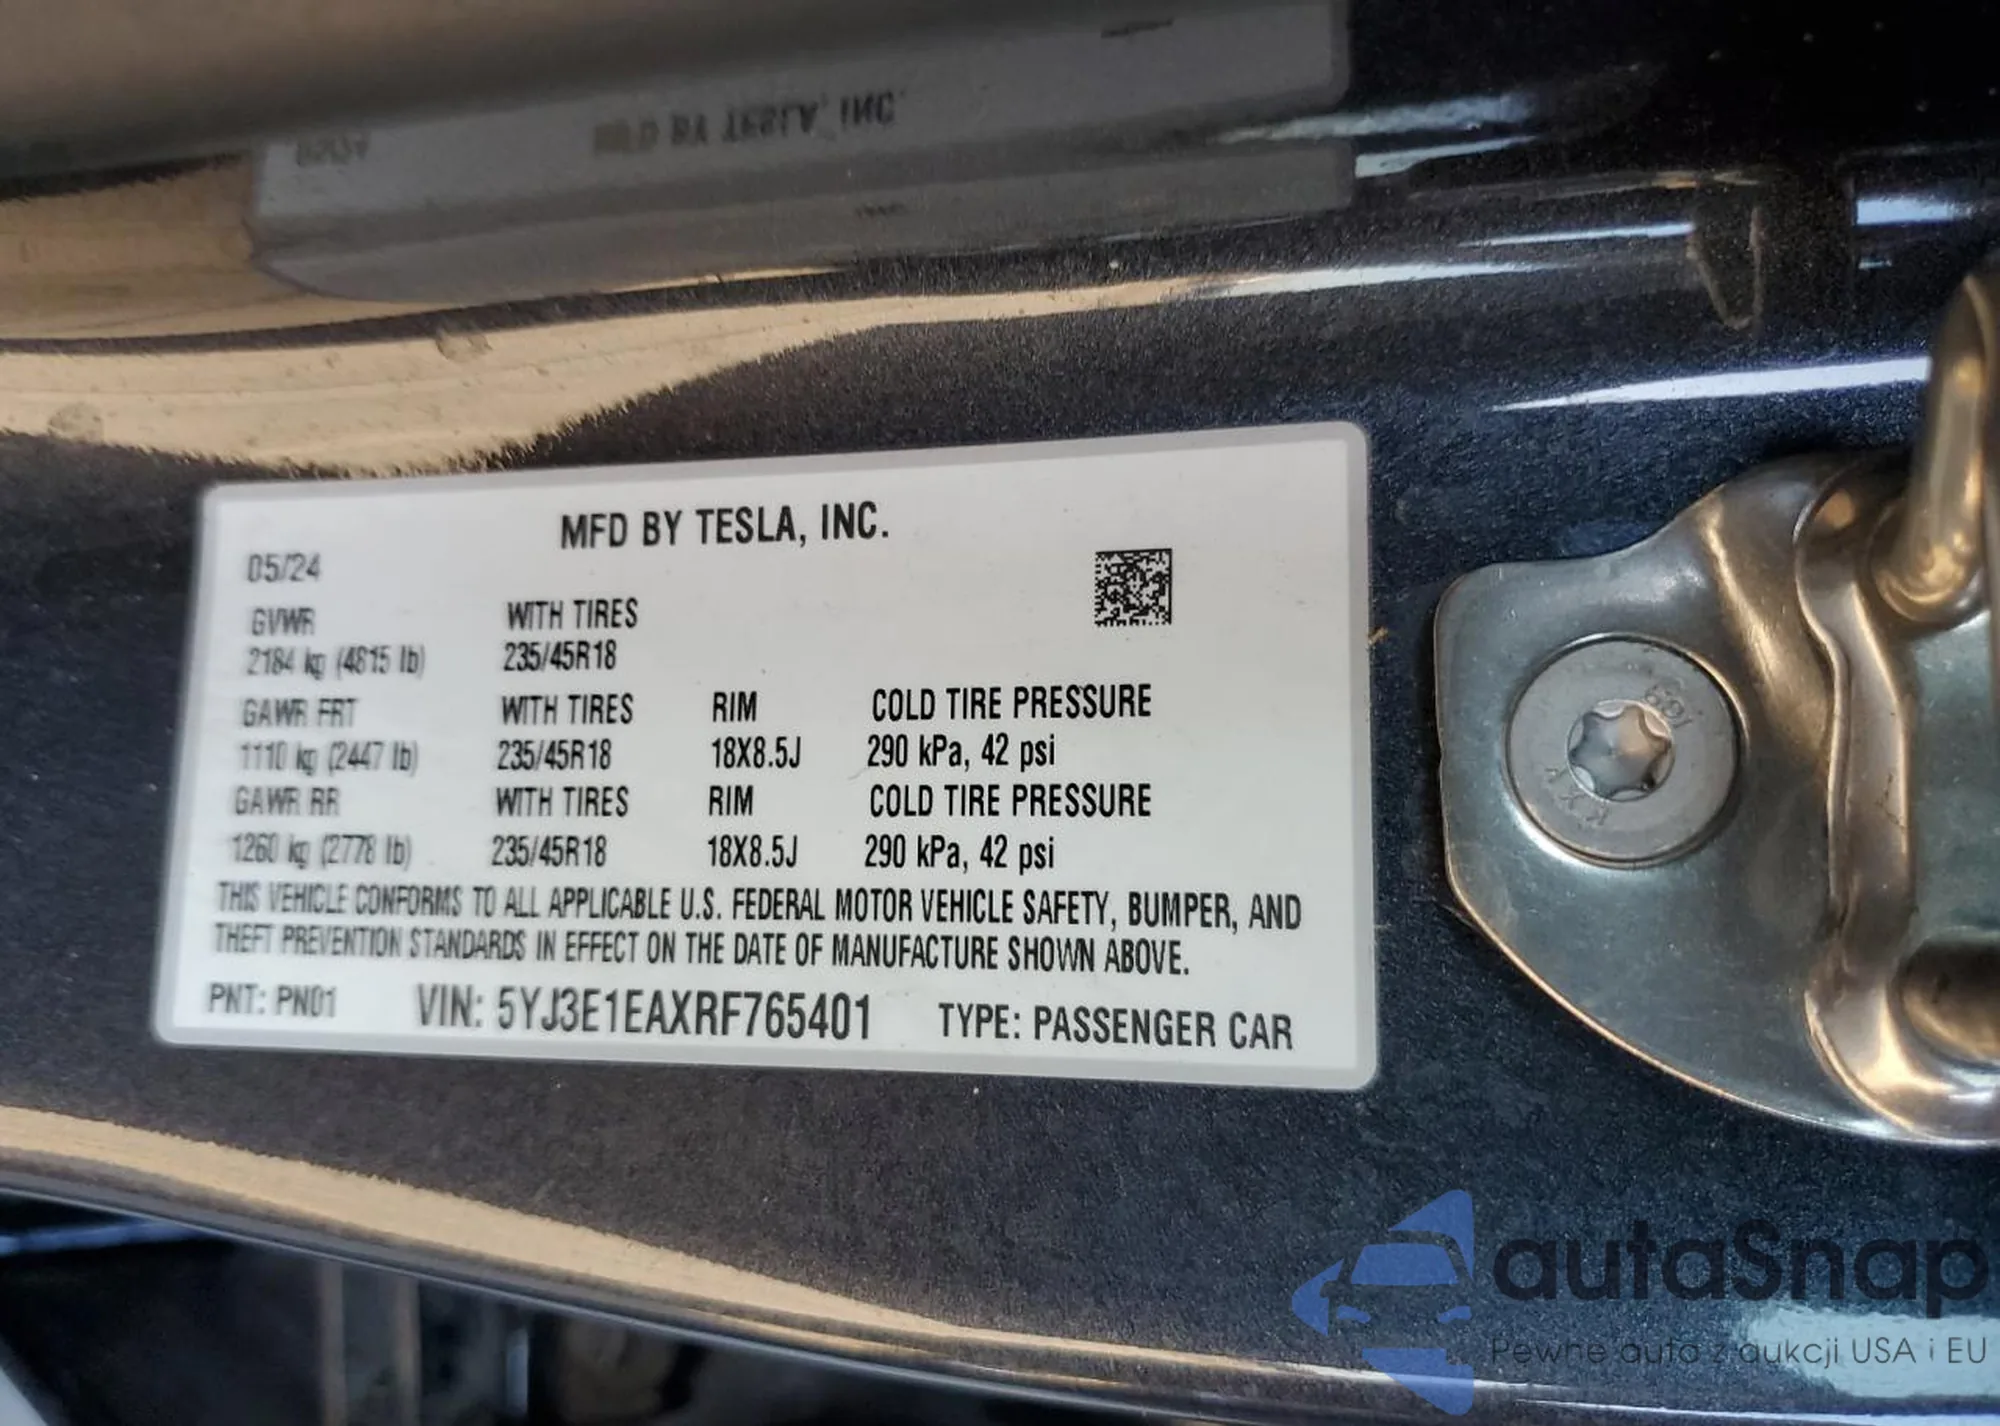 MFD BY TESLA, INC.
05/24
GVWR WITH TIRES
2184 kg (4815 lb) 235/45R18
GAWR FRT WITH TIRES RIM COLD TIRE PRESSURE
1110 kg (2447 lb) 235/45R18 18X8.5J 290 kPa, 42 psi
GAWR RR WITH TIRES RIM COLD TIRE PRESSURE
1260 kg (2778 lb) 235/45R18 18X8.5J 290 kPa, 42 psi
THIS VEHICLE CONFORMS TO ALL APPLICABLE U.S. FEDERAL MOTOR VEHICLE SAFETY, BUMPER, AND
THEFT PREVENTION STANDARDS IN EFFECT ON THE DATE OF MANUFACTURE SHOWN ABOVE.
PNT: PN01 VIN: 5YJ3E1EAXRF765401 TYPE: PASSENGER CAR
autaSnap
Pewne auta z aukcji USA i EU